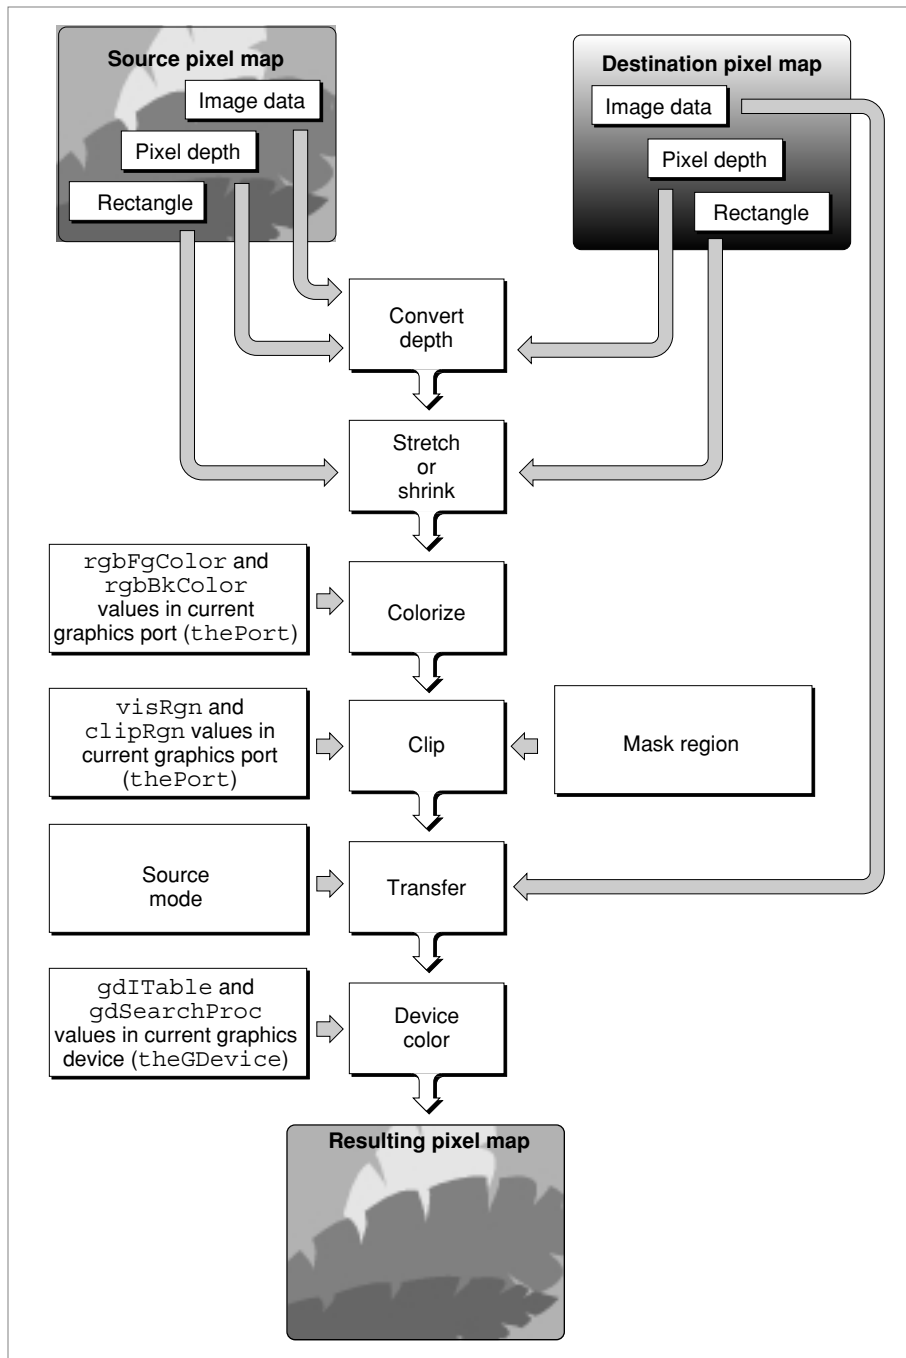 Source pixel map
Image data
Pixel depth
Rectangle
Destination pixel map
Image data
Pixel depth
Rectangle
Convert
depth
Stretch
or
shrink
rgbFgColor and
rgbBkColor
values in current
graphics port (thePort)
Colorize
visRgn and
clipRgn values in
current graphics port
(thePort)
Clip
Mask region
Source
mode
Transfer
gdITable and
gdSearchProc
values in current graphics
device (theGDevice)
Device
color
Resulting pixel map